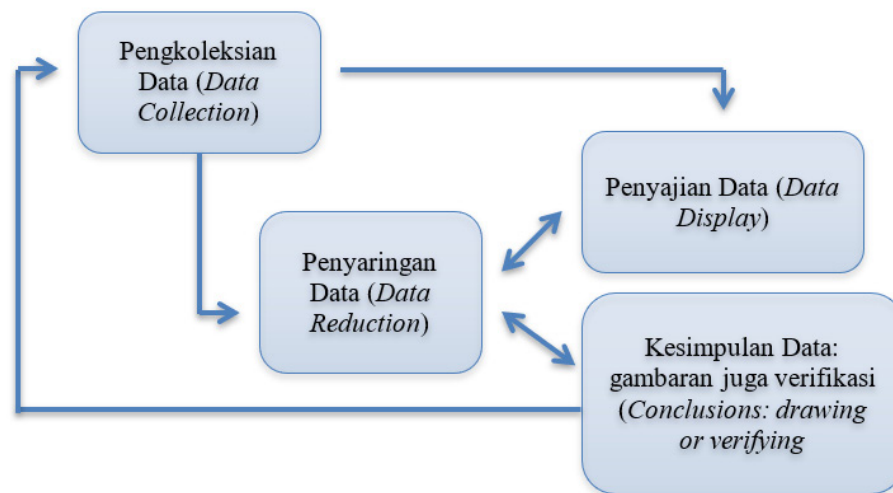 Pengkoleksian
Data (Data
Collection)
Penyajian Data (Data
Display)
Penyaringan
Data (Data
Reduction)
Kesimpulan Data:
gambaran juga verifikasi
(Conclusions: drawing
or verifying